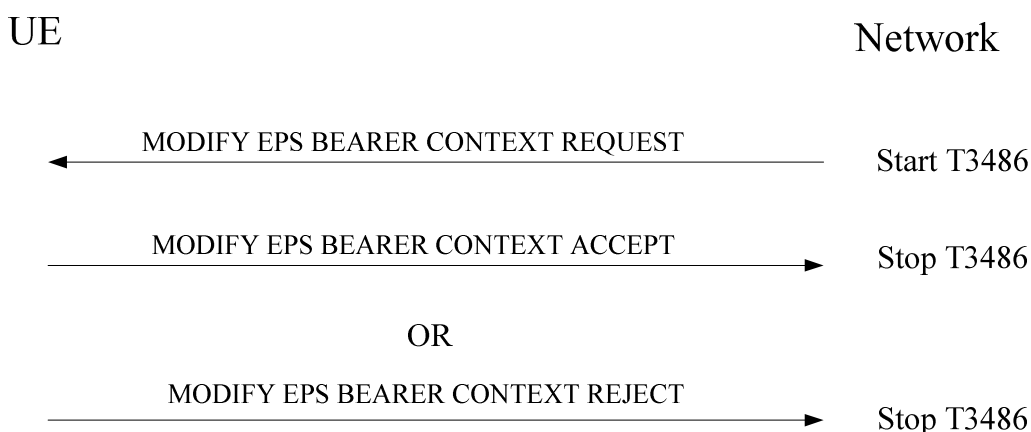 UE
Network
MODIFY EPS BEARER CONTEXT REQUEST
Start T3486
MODIFY EPS BEARER CONTEXT ACCEPT
Stop T3486
OR
MODIFY EPS BEARER CONTEXT REJECT
Stop T3486